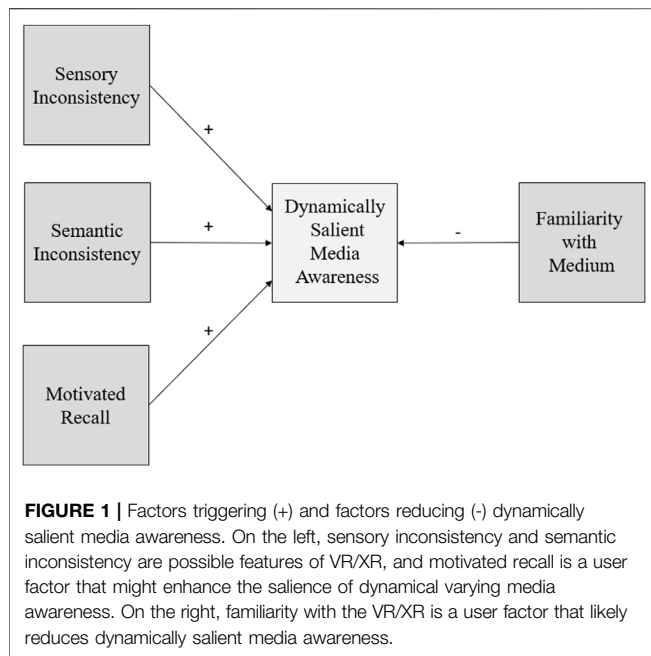 Sensory
Inconsistency
+
Semantic
Inconsistency
+
Motivated
Recall
+
Dynamically
Salient
Media
Awareness
-
Familiarity
with
Medium
FIGURE 1 | Factors triggering (+) and factors reducing (-) dynamically
salient media awareness. On the left, sensory inconsistency and semantic
inconsistency are possible features of VR/XR, and motivated recall is a user
factor that might enhance the salience of dynamical varying media
awareness. On the right, familiarity with the VR/XR is a user factor that likely
reduces dynamically salient media awareness.